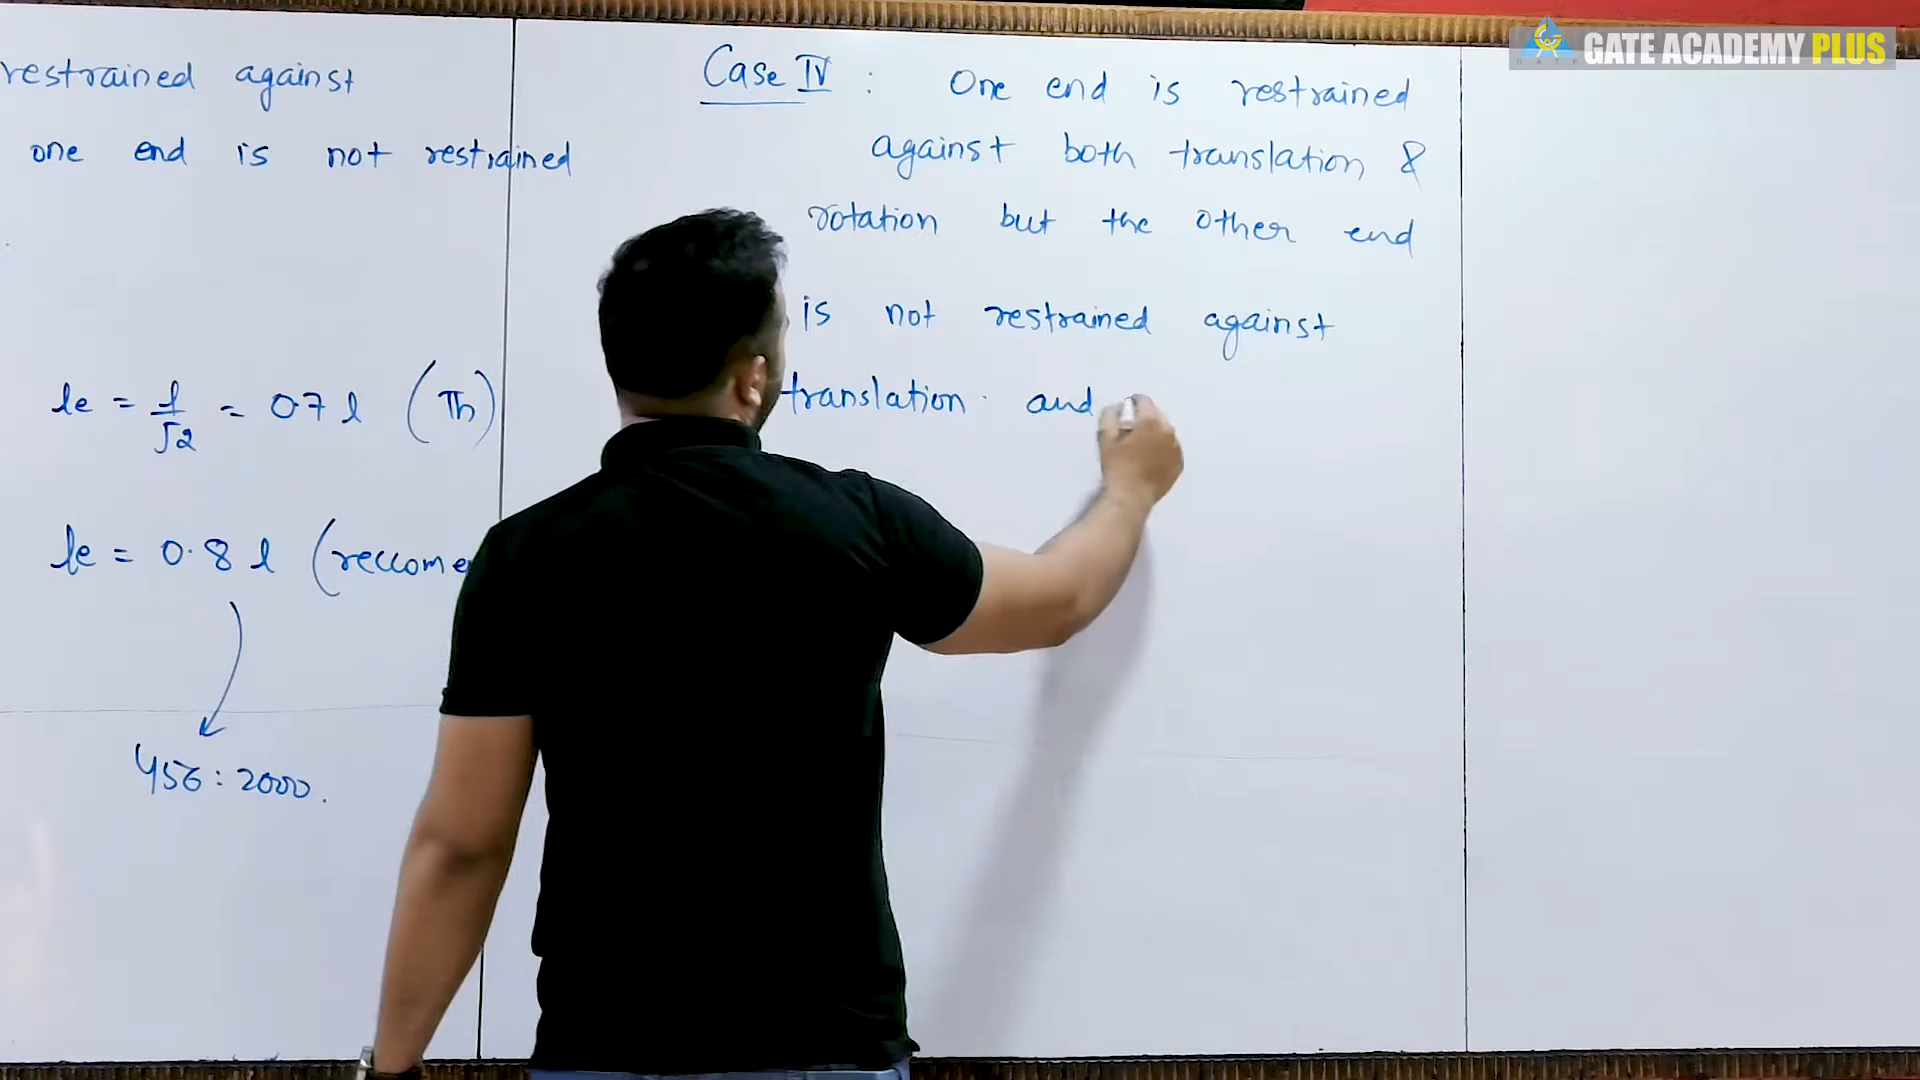 restrained against
one end is not restrained
le = l/√2 = 0.7 l (Th)
le = 0.8 l (reccome
456 : 2000.
Case IV : One end is restrained
against both translation &
rotation but the other end
is not restrained against
translation and
GATE ACADEMY PLUS